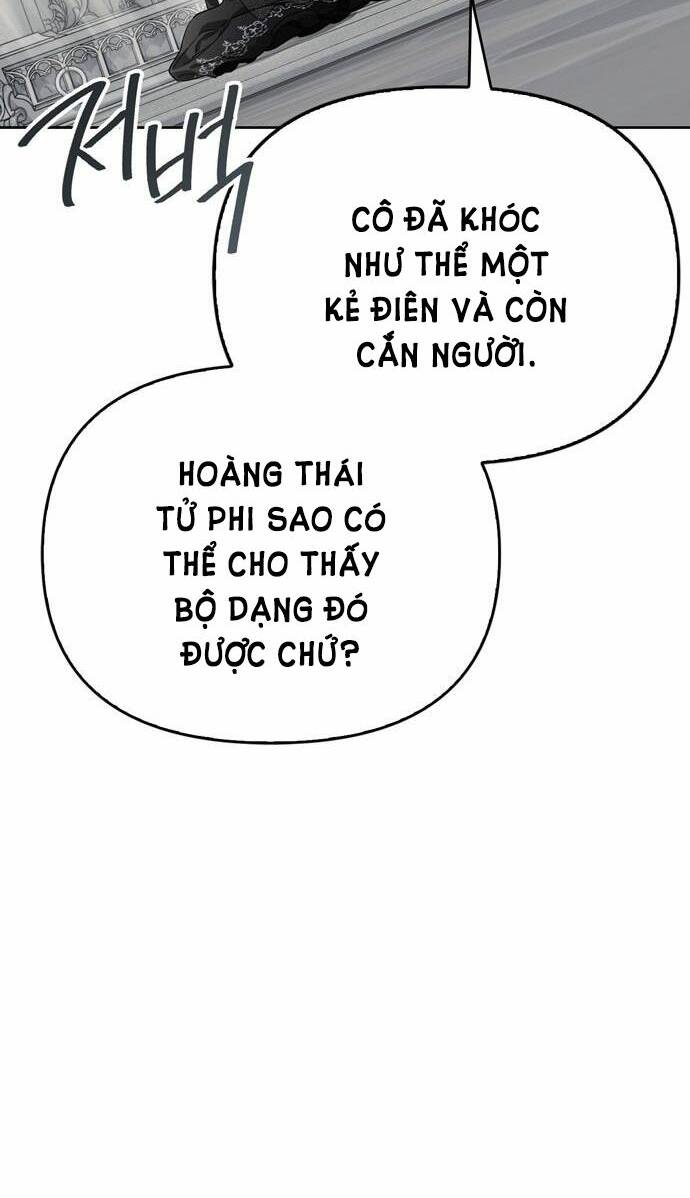 저벅
CÔ ĐÃ KHÓC
NHƯ THỂ MỘT
KẺ ĐIÊN VÀ CÒN
CẮN NGƯỜI.
HOÀNG THÁI
TỬ PHI SAO CÓ
THỂ CHO THẤY
BỘ DẠNG ĐÓ
ĐƯỢC CHỨ?